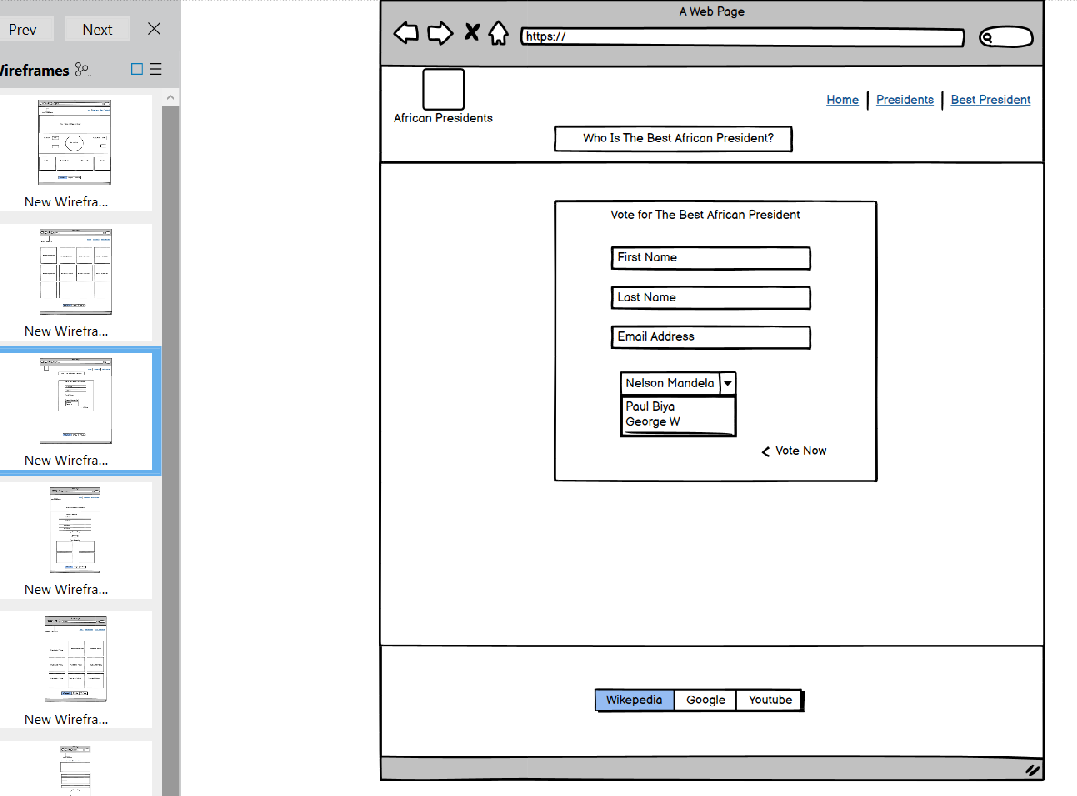 Prev Next
Wireframes
New Wirefra...
New Wirefra...
New Wirefra...
New Wirefra...
New Wirefra...
A Web Page
https://
African Presidents
Home Presidents Best President
Who Is The Best African President?
Vote for The Best African President
First Name
Last Name
Email Address
Nelson Mandela
Paul Biya
George W
Vote Now
Wikepedia Google Youtube